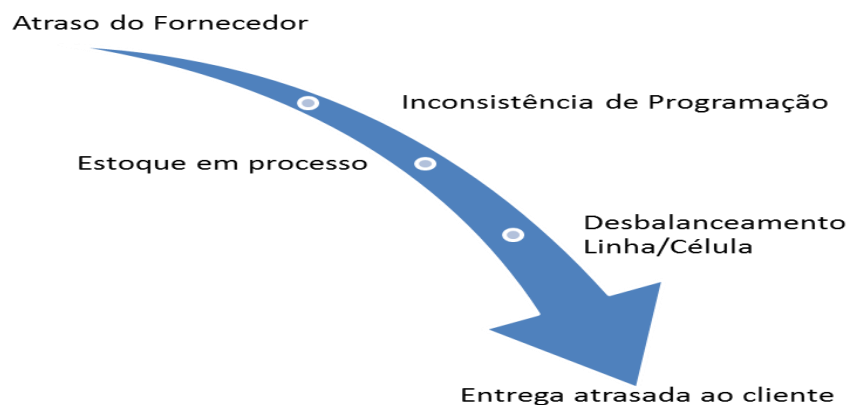 Atraso do Fornecedor
Inconsistência de Programação
Estoque em processo
Desbalanceamento
Linha/Célula
Entrega atrasada ao cliente